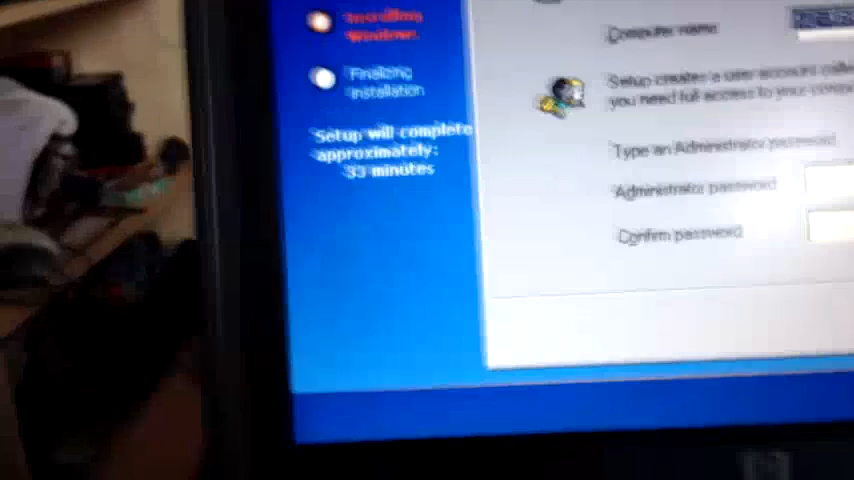 Installing
Windows
Finalizing
installation
Setup will complete
approximately:
33 minutes
Computer name
Setup creates a user account called
you need full access to your
Type an Administrator password
Administrator password
Confirm password